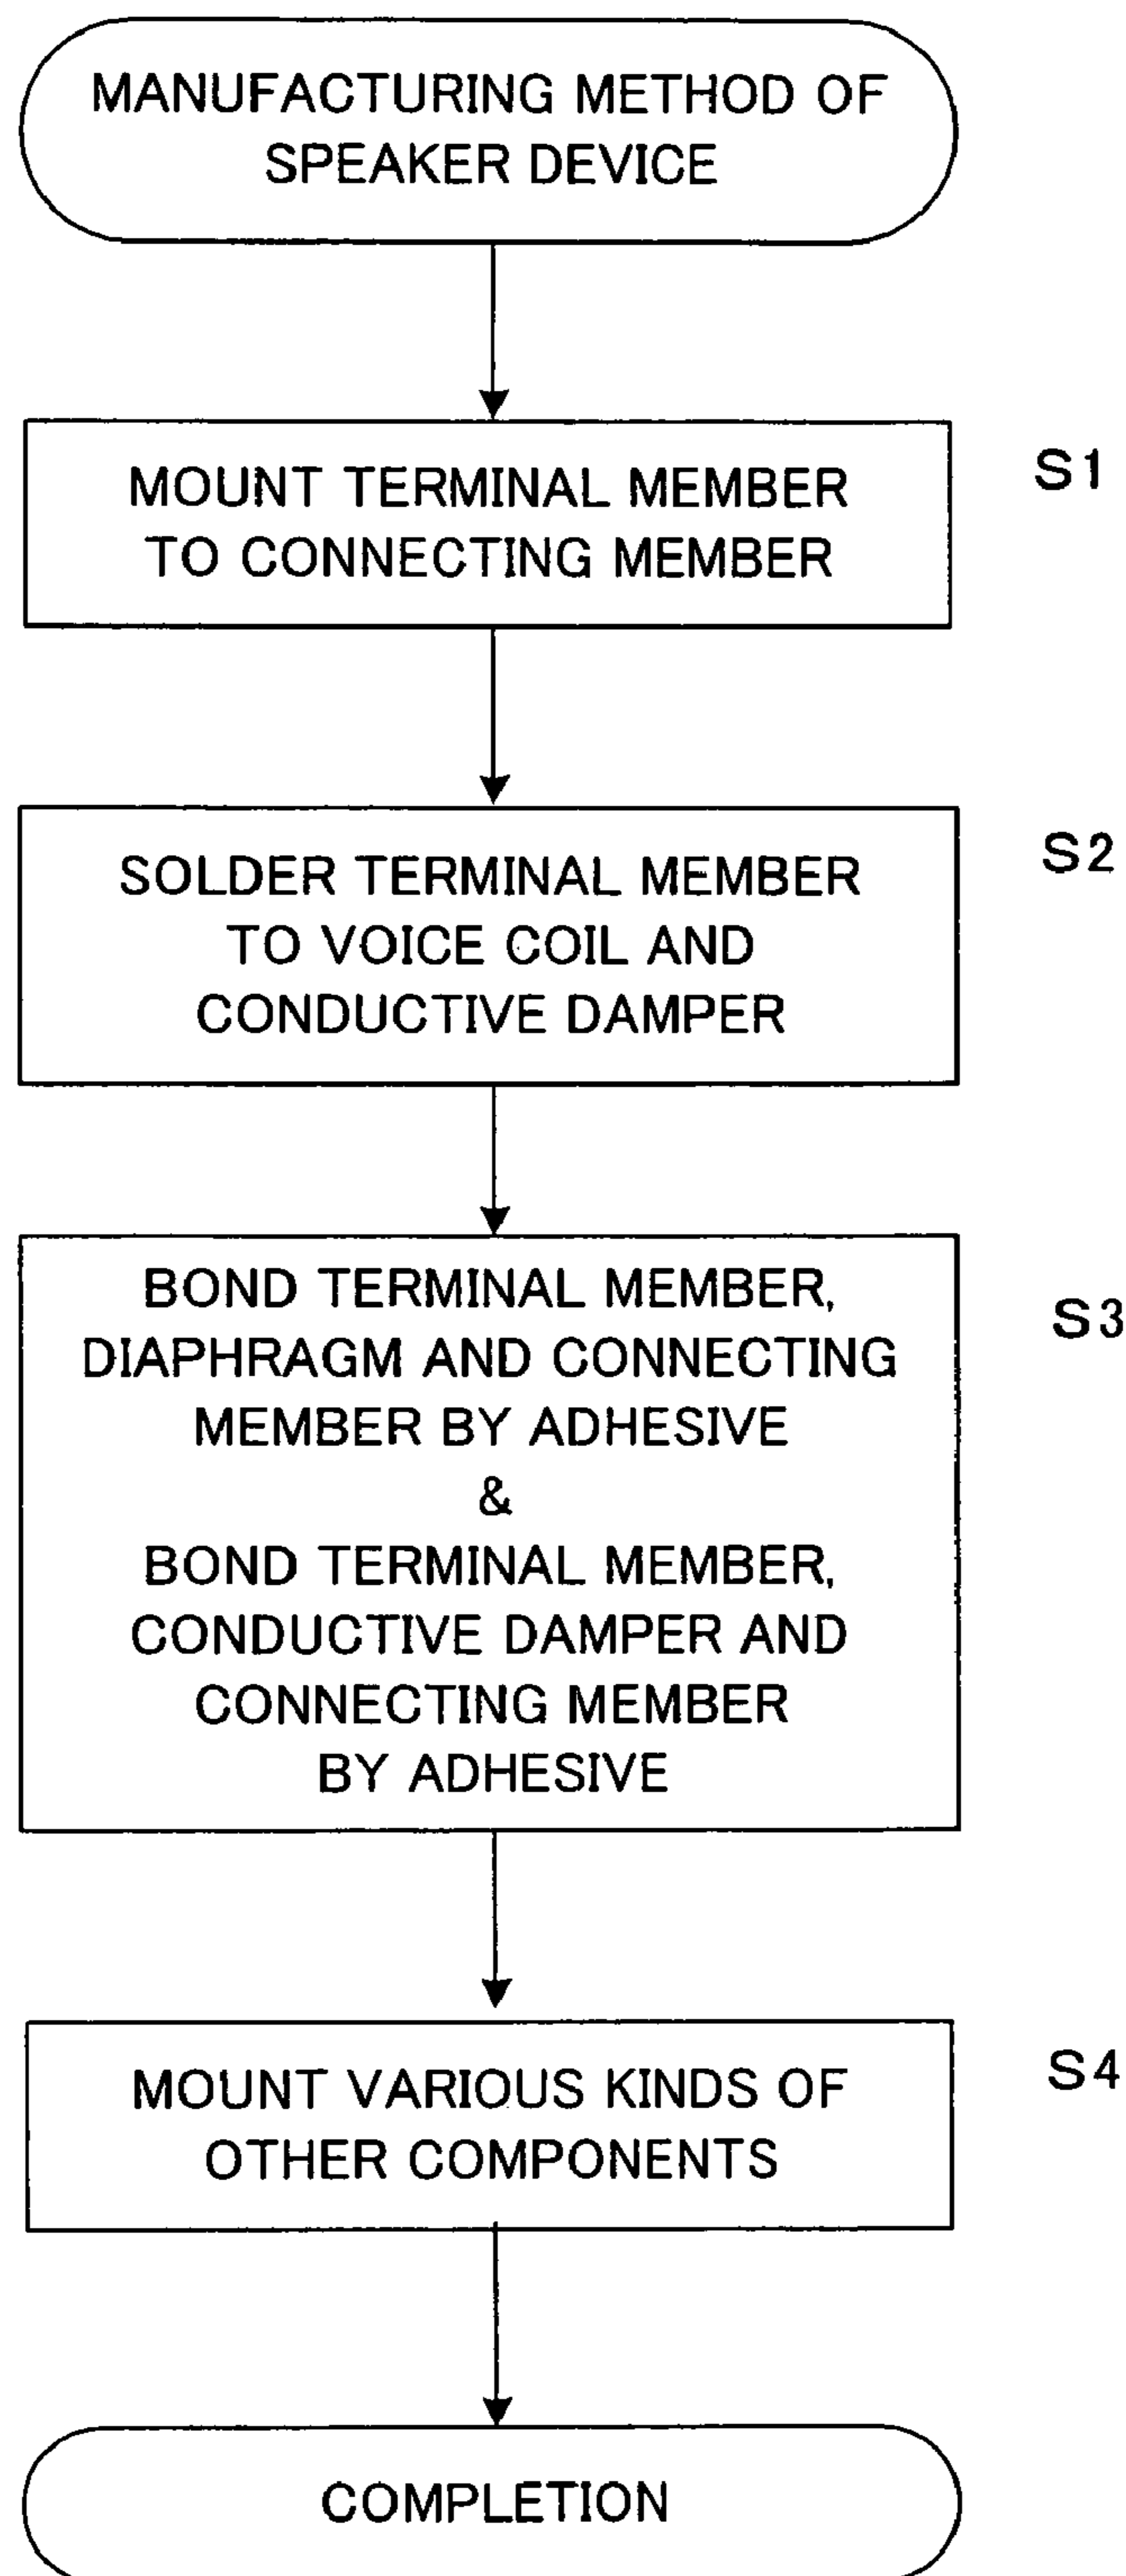 MANUFACTURING METHOD OF
SPEAKER DEVICE
MOUNT TERMINAL MEMBER
TO CONNECTING MEMBER
S1
SOLDER TERMINAL MEMBER
TO VOICE COIL AND
CONDUCTIVE DAMPER
S2
BOND TERMINAL MEMBER,
DIAPHRAGM AND CONNECTING
MEMBER BY ADHESIVE
&
BOND TERMINAL MEMBER,
CONDUCTIVE DAMPER AND
CONNECTING MEMBER
BY ADHESIVE
S3
MOUNT VARIOUS KINDS OF
OTHER COMPONENTS
S4
COMPLETION